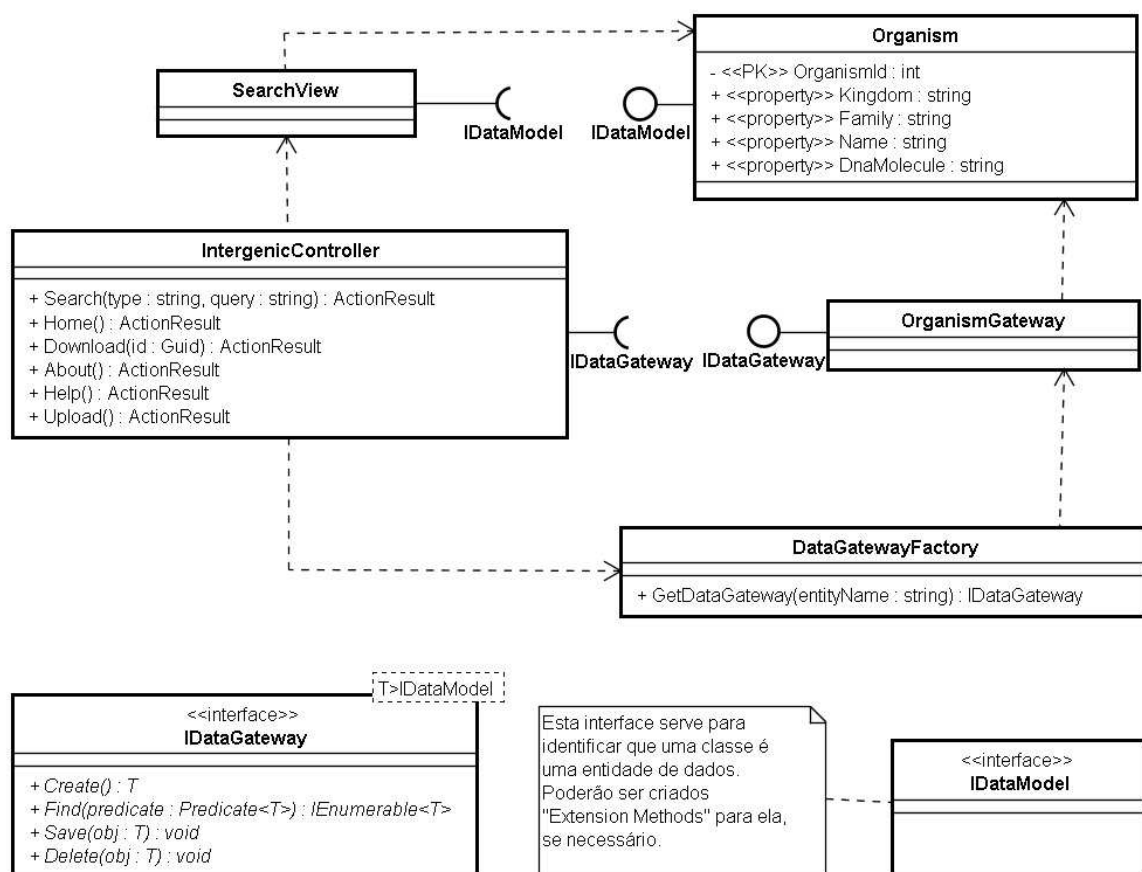 Organism
- <<PK>> OrganismId : int
+ <<property>> Kingdom : string
+ <<property>> Family : string
+ <<property>> Name : string
+ <<property>> DnaMolecule : string
SearchView
IDataModel
IDataModel
IntergenicController
+ Search(type : string, query : string) : ActionResult
+ Home() : ActionResult
+ Download(id : Guid) : ActionResult
+ About() : ActionResult
+ Help() : ActionResult
+ Upload() : ActionResult
IDataGateway
IDataGateway
OrganismGateway
DataGatewayFactory
+ GetDataGateway(entityName : string) : IDataGateway
T>IDataModel
<<interface>>
IDataGateway
+ Create() : T
+ Find(predicate : Predicate<T>) : IEnumerable<T>
+ Save(obj : T) : void
+ Delete(obj : T) : void
Esta interface serve para
identificar que uma classe é
uma entidade de dados.
Poderão ser criados
"Extension Methods" para ela,
se necessário.
<<interface>>
IDataModel